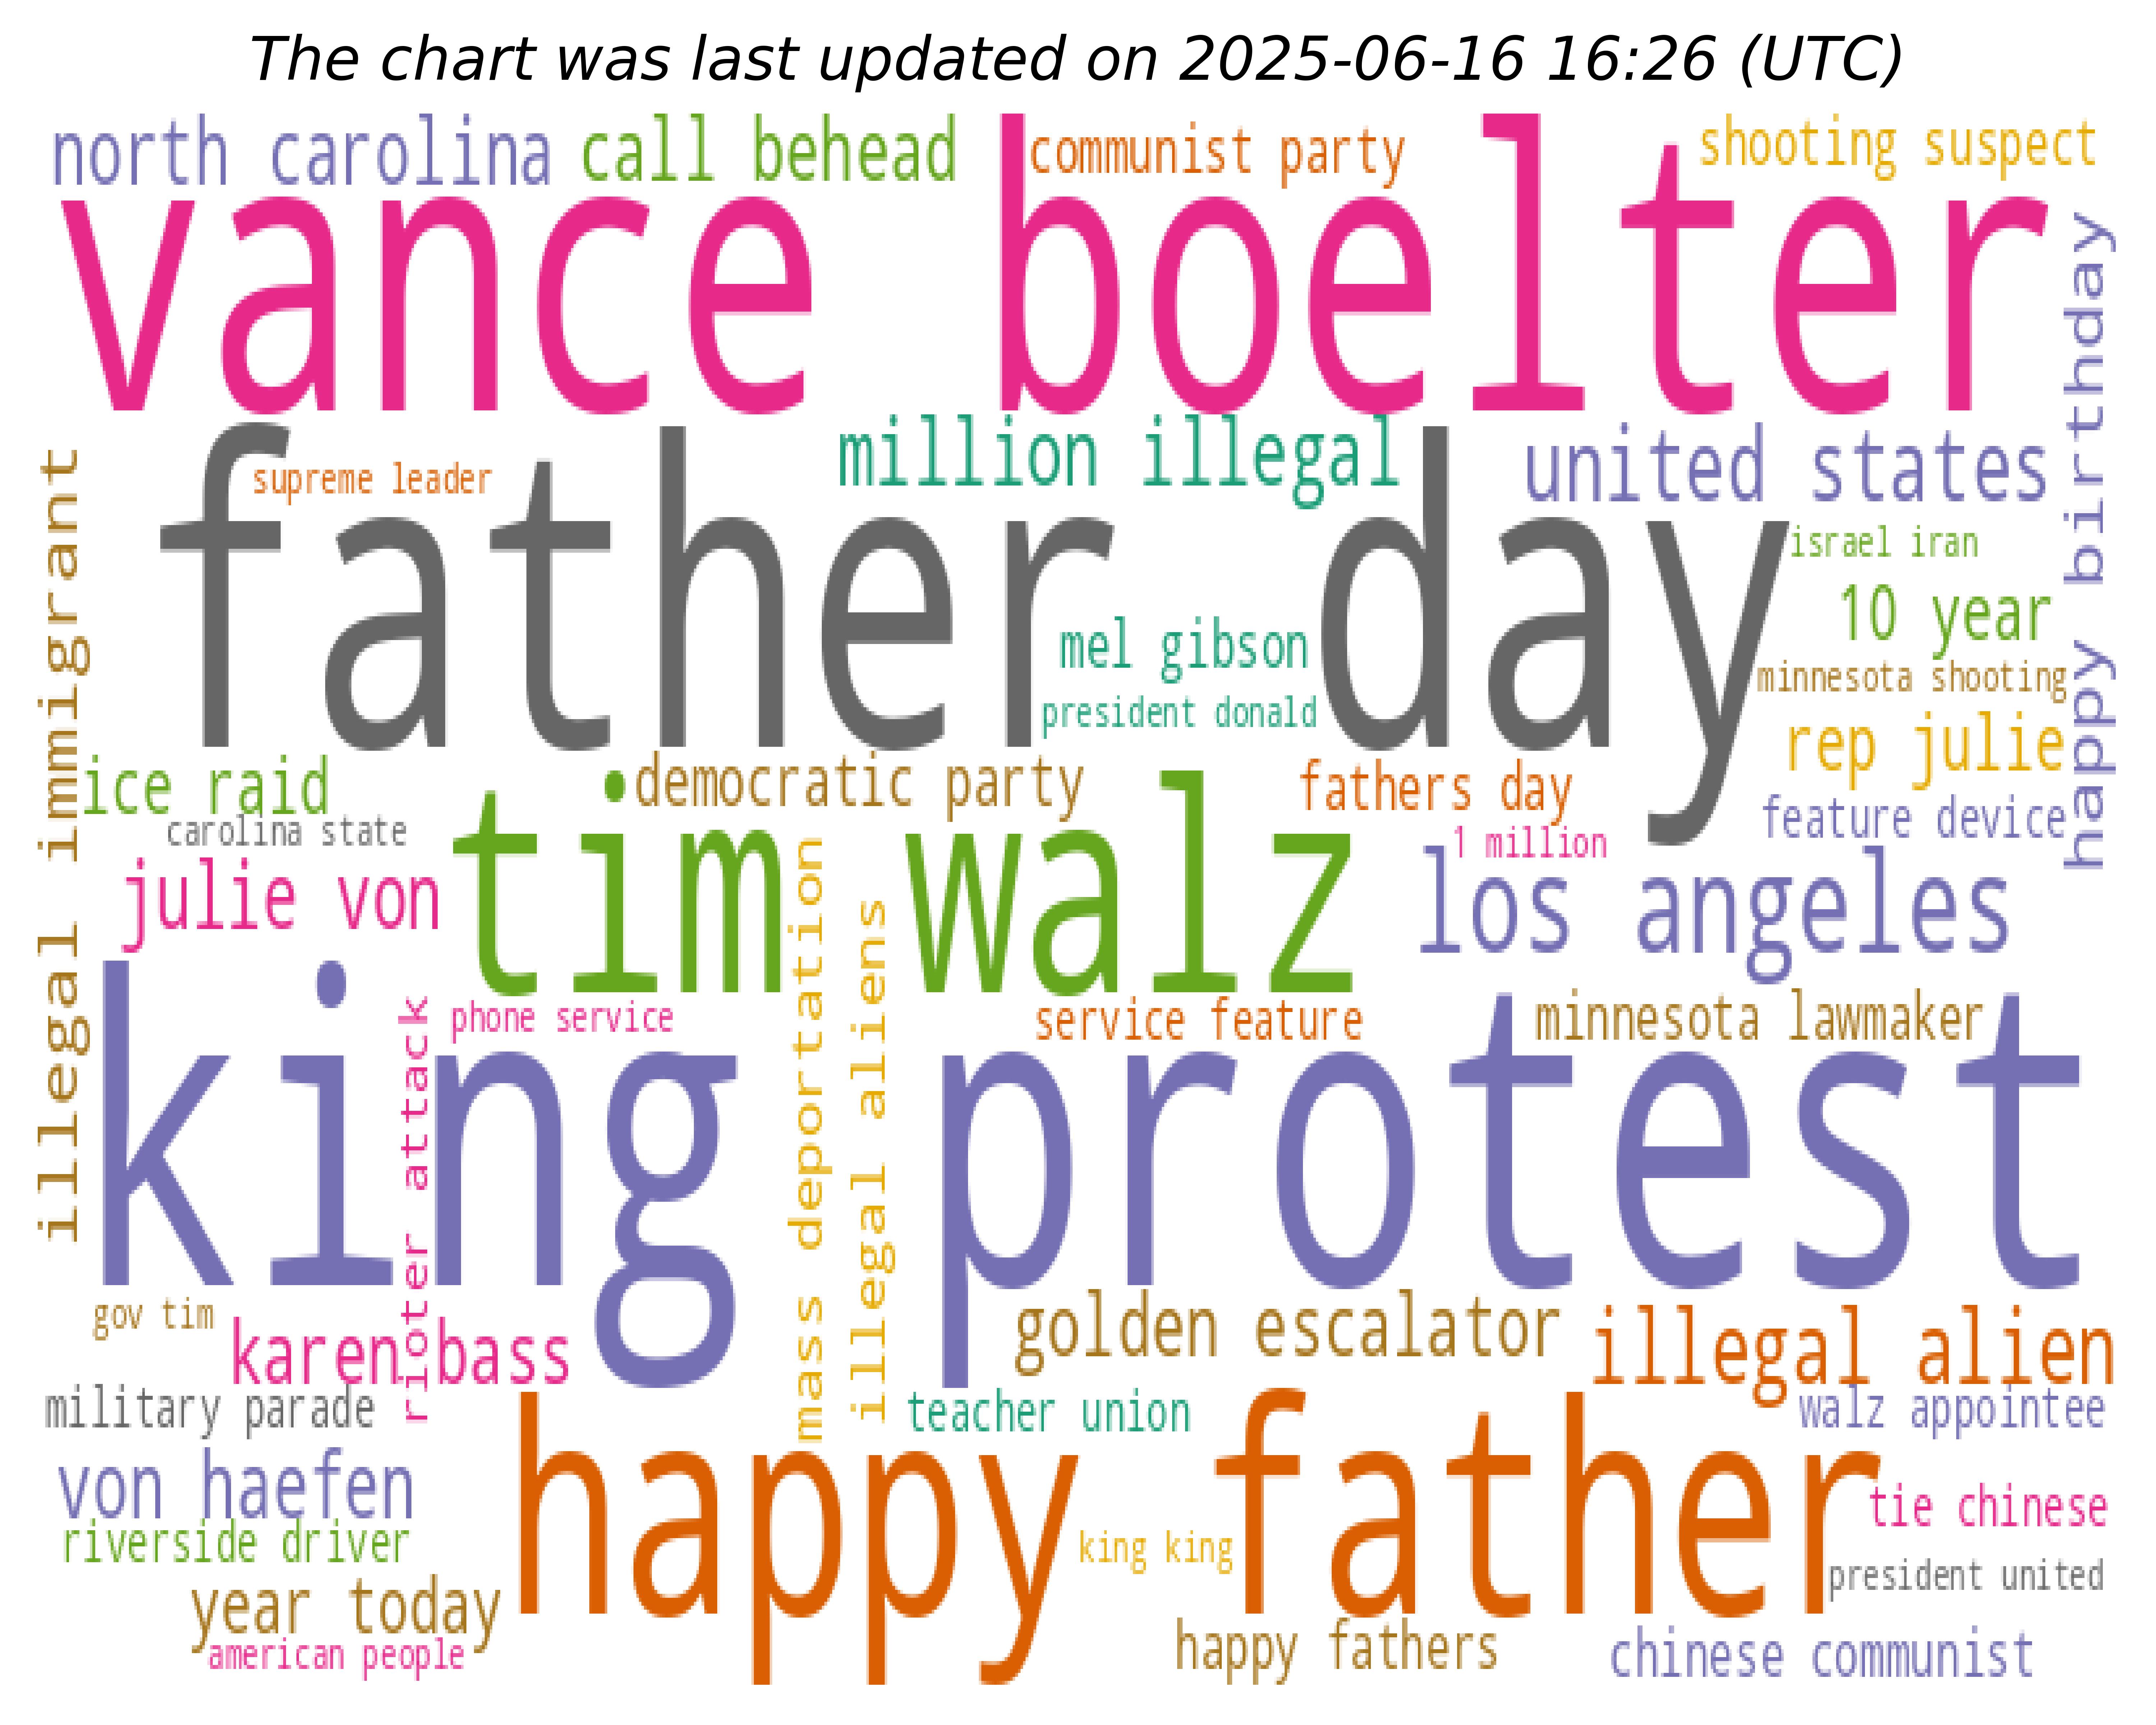 The chart was last updated on 2025-06-16 16:26 (UTC)
north carolina
call behead
communist party
shooting suspect
vance boelter
happy birthday
million illegal
united states
supreme leader
father day
israel iran
10 year
mel gibson
minnesota shooting
president donald
rep julie
illegal immigrant
ice raid
democratic party
fathers day
feature device
carolina state
tim walz
1 million
julie von
los angeles
mass deportation
illegal aliens
rioter attack
phone service
service feature
minnesota lawmaker
king protest
gov tim
karen bass
golden escalator
illegal alien
military parade
teacher union
walz appointee
von haefen
happy father
tie chinese
riverside driver
king king
president united
year today
american people
happy fathers
chinese communist